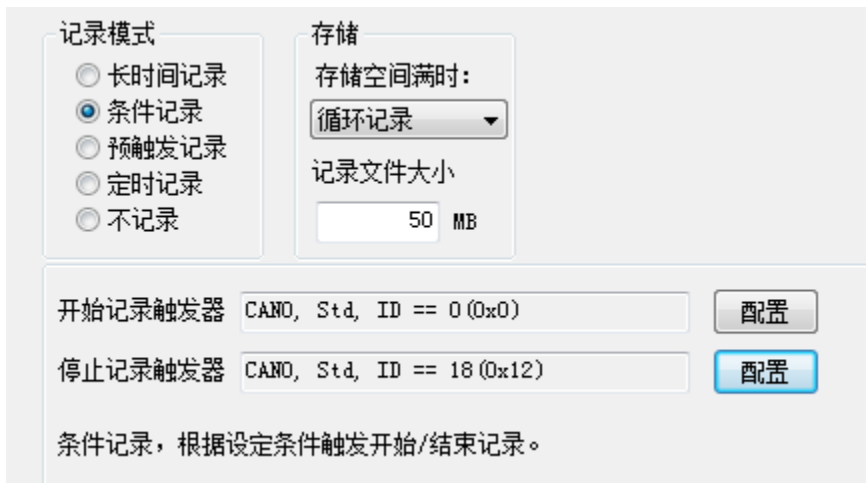 记录模式
长时间记录
条件记录
预触发记录
定时记录
不记录
存储
存储空间满时：
循环记录
记录文件大小
50 MB
开始记录触发器 CAN0, Std, ID == 0(0x0) 配置
停止记录触发器 CAN0, Std, ID == 18(0x12) 配置
条件记录，根据设定条件触发开始/结束记录。